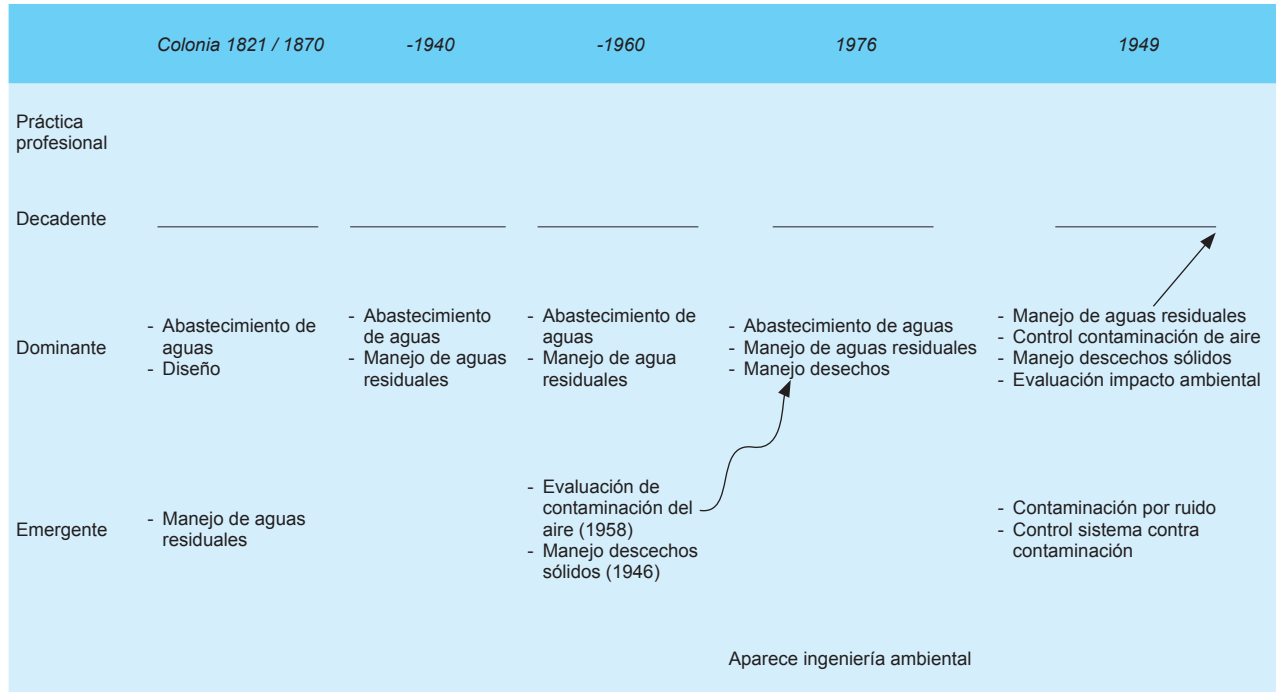 Colonia 1821 / 1870
-1940
-1960
1976
1949
Práctica
profesional
Decadente
Dominante
- Abastecimiento de
aguas
- Diseño
- Abastecimiento
de aguas
- Manejo de aguas
residuales
- Abastecimiento de
aguas
- Manejo de agua
residuales
- Abastecimiento de aguas
- Manejo de aguas residuales
- Manejo desechos
- Manejo de aguas residuales
- Control contaminación de aire
- Manejo descechos sólidos
- Evaluación impacto ambiental
Emergente
- Manejo de aguas
residuales
- Evaluación de
contaminación del
aire (1958)
- Manejo descechos
sólidos (1946)
- Contaminación por ruido
- Control sistema contra
contaminación
Aparece ingeniería ambiental